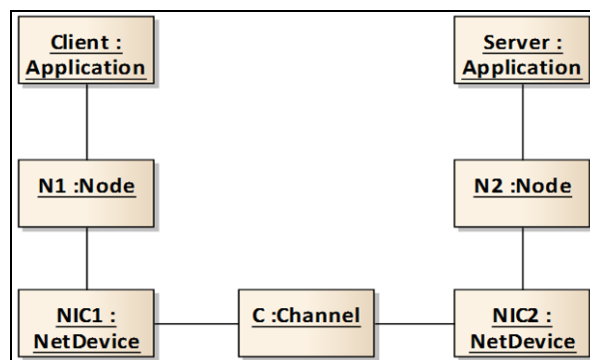 Client :
Application
Server :
Application
N1 :Node
N2 :Node
NIC1 :
NetDevice
C :Channel
NIC2 :
NetDevice